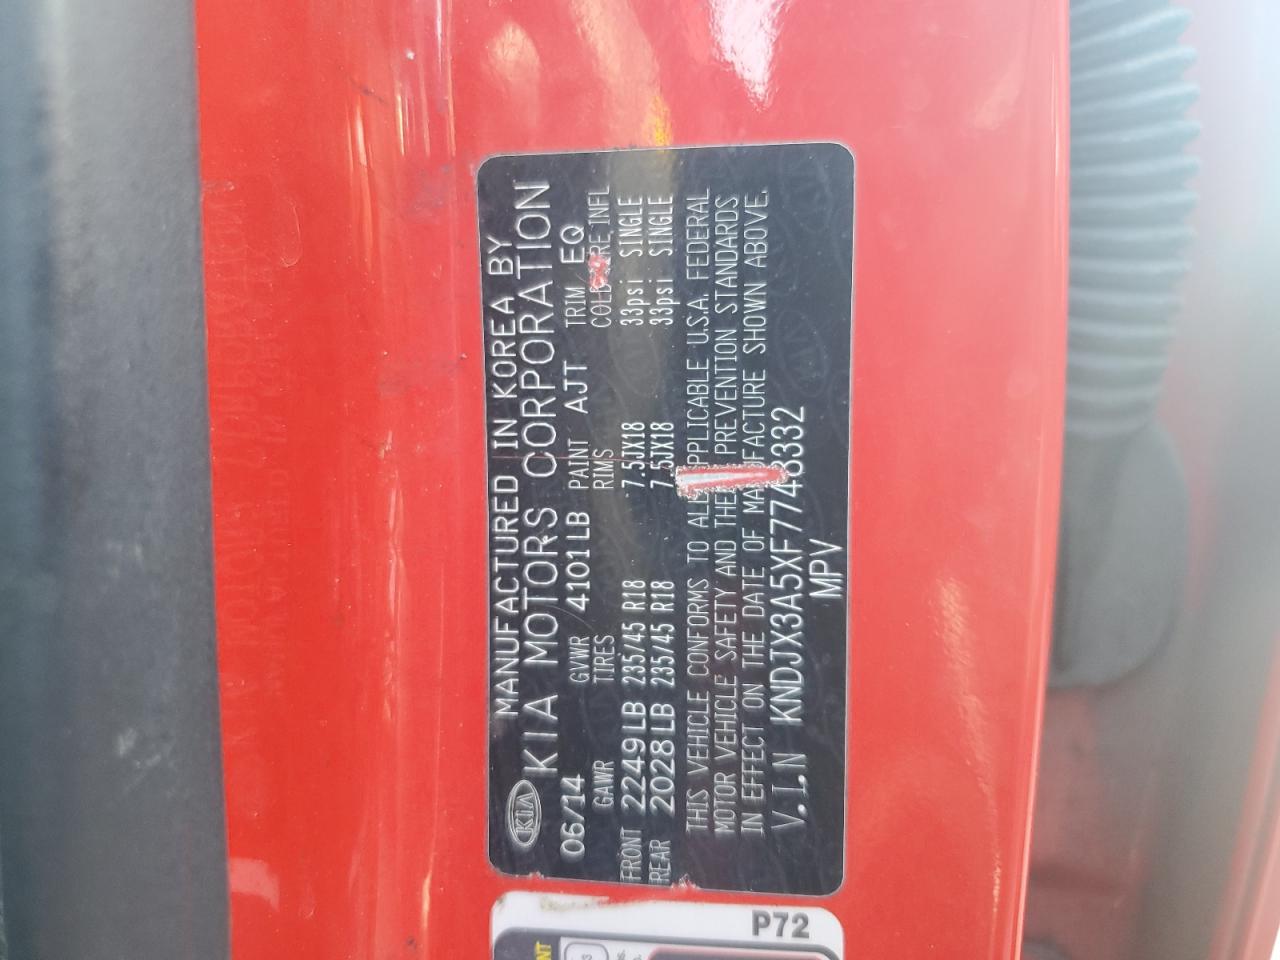 MANUFACTURED IN KOREA BY
KIA KIA MOTORS CORPORATION
06/14 GVWR 4101LB PAINT AJT TRIM EQ
GAWR TIRES RIMS COLD INFL
FRONT 2249LB 235/45 R18 7.5JX18 33psi SINGLE
REAR 2028LB 235/45 R18 7.5JX18 33psi SINGLE
THIS VEHICLE CONFORMS TO ALL APPLICABLE U.S.A. FEDERAL
MOTOR VEHICLE SAFETY AND THEFT PREVENTION STANDARDS
IN EFFECT ON THE DATE OF MANUFACTURE SHOWN ABOVE.
V.I.N KNDJX3A5XF7748332
MPV
P72